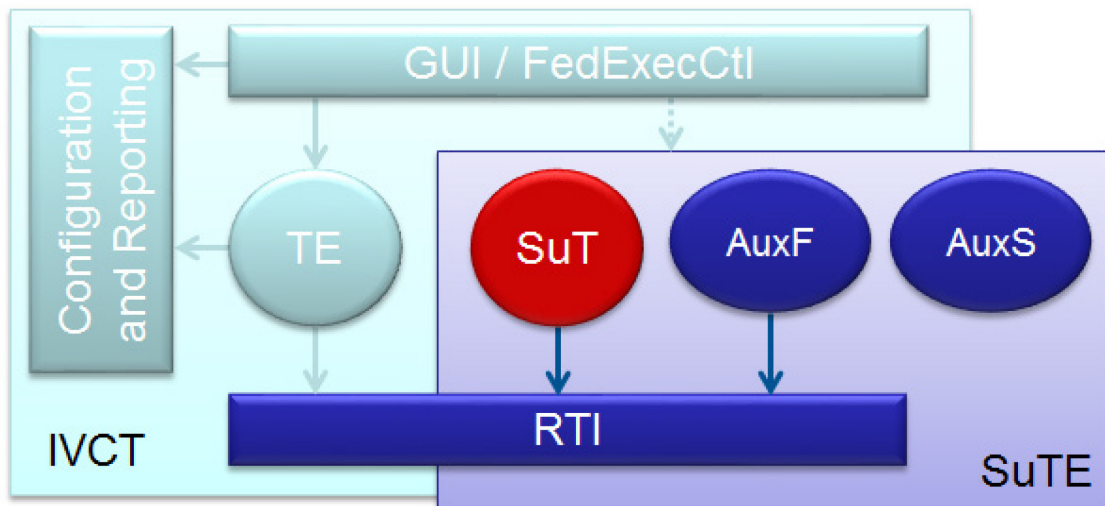 GUI / FedExecCtl
Configuration
and Reporting
TE
SuT
AuxF
AuxS
RTI
IVCT
SuTE